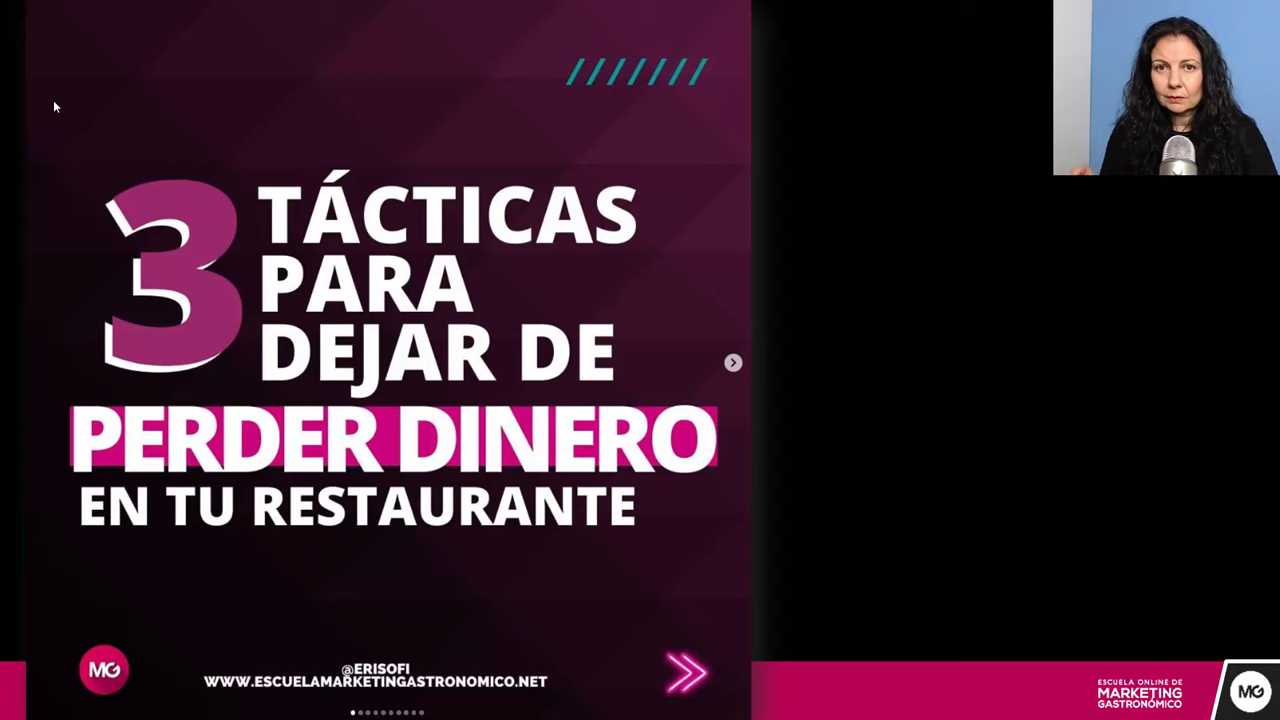 3 TÁCTICAS
PARA
DEJAR DE
PERDER DINERO
EN TU RESTAURANTE
MG
@ERISOFI
WWW.ESCUELAMARKETINGASTRONOMICO.NET
ESCUELA ONLINE DE
MARKETING
GASTRONÓMICO
MG